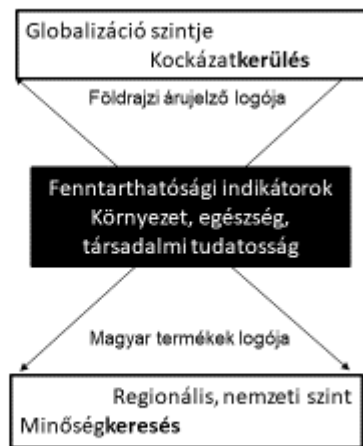 Globalizáció szintje
Kockázatkerülés
Földrajzi árujelző logója
Fenntarthatósági indikátorok
Környezet, egészség,
társadalmi tudatosság
Magyar termékek logója
Regionális, nemzeti szint
Minőségkeresés